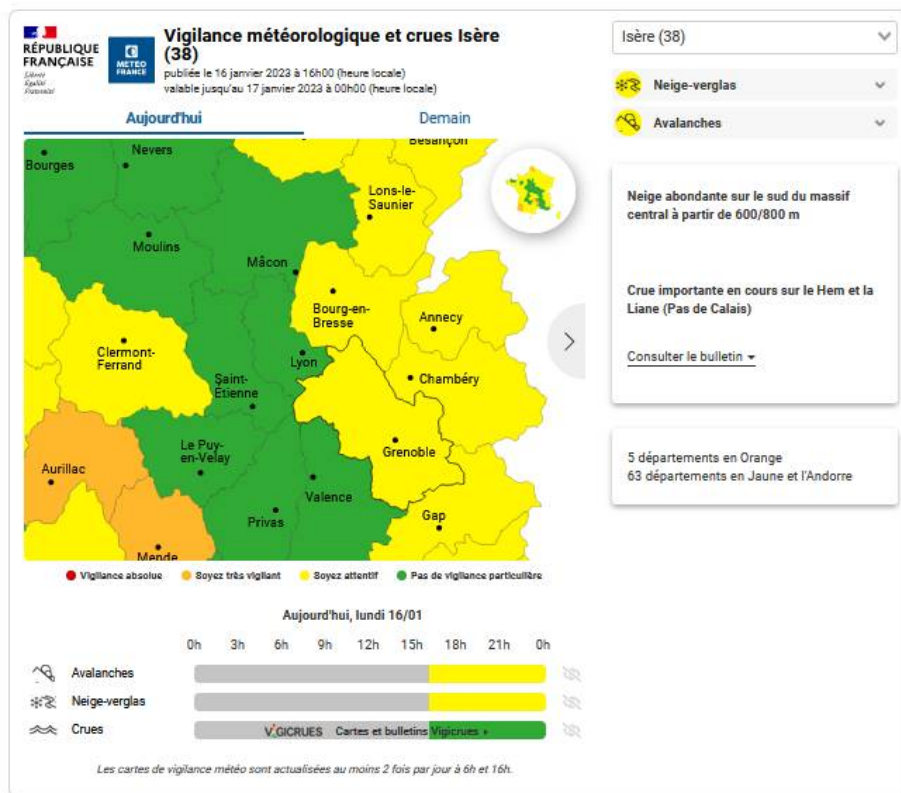 RÉPUBLIQUE
FRANÇAISE
Liberté
Égalité
Fraternité
METEO
FRANCE
Vigilance météorologique et crues Isère
(38)
publiée le 16 janvier 2023 à 16h00 (heure locale)
valable jusqu'au 17 janvier 2023 à 00h00 (heure locale)
Aujourd'hui
Demain
Isère (38)
Neige-verglas
Avalanches
Neige abondante sur le sud du massif
central à partir de 600/800 m
Crue importante en cours sur le Hem et la
Liane (Pas de Calais)
Consulter le bulletin
5 départements en Orange
63 départements en Jaune et l'Andorre
Besançon
Nevers
Bourges
Lons-le-
Saunier
Moulins
Mâcon
Bourg-en-
Bresse
Annecy
Clermont-
Ferrand
Lyon
Chambéry
Saint-
Étienne
Le Puy-
en-Velay
Grenoble
Aurillac
Valence
Privas
Gap
Mende
Vigilance absolue
Soyez très vigilant
Soyez attentif
Pas de vigilance particulière
Aujourd'hui, lundi 16/01
0h 3h 6h 9h 12h 15h 18h 21h 0h
Avalanches
Neige-verglas
Crues
VIGICRUES Cartes et bulletins Vigicrues
Les cartes de vigilance météo sont actualisées au moins 2 fois par jour à 6h et 16h.